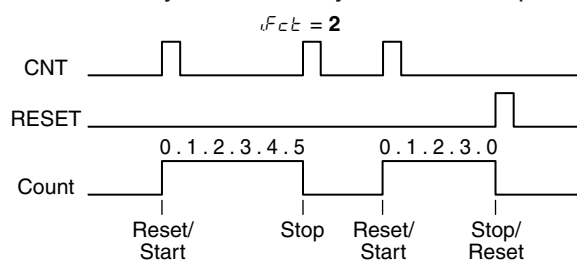 iFct = 2
CNT
RESET
0.1.2.3.4.5 0.1.2.3.0
Count
Reset/ Stop Reset/ Stop/
Start Start Reset